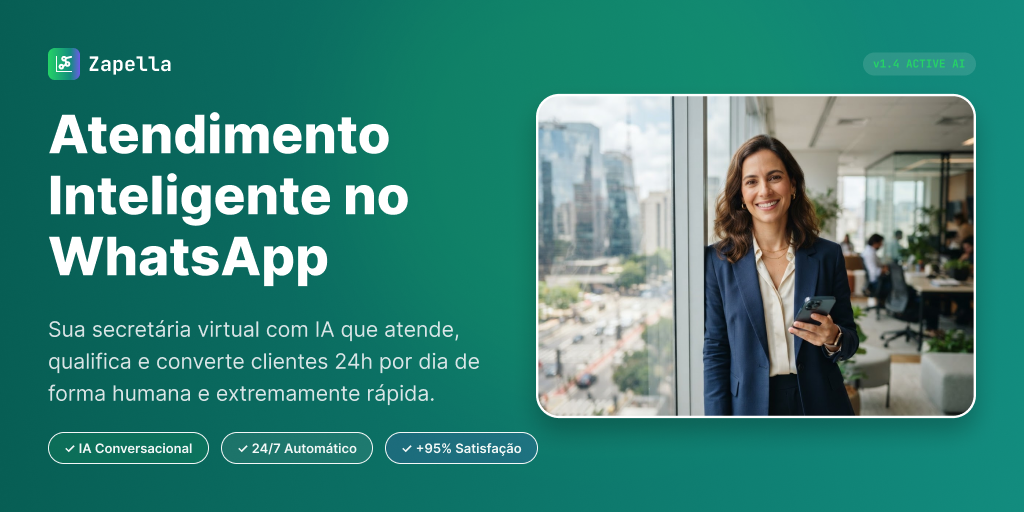 Zapella
v1.4 ACTIVE AI
Atendimento
Inteligente no
WhatsApp
Sua secretária virtual com IA que atende,
qualifica e converte clientes 24h por dia de
forma humana e extremamente rápida.
✓ IA Conversacional
✓ 24/7 Automático
✓ +95% Satisfação